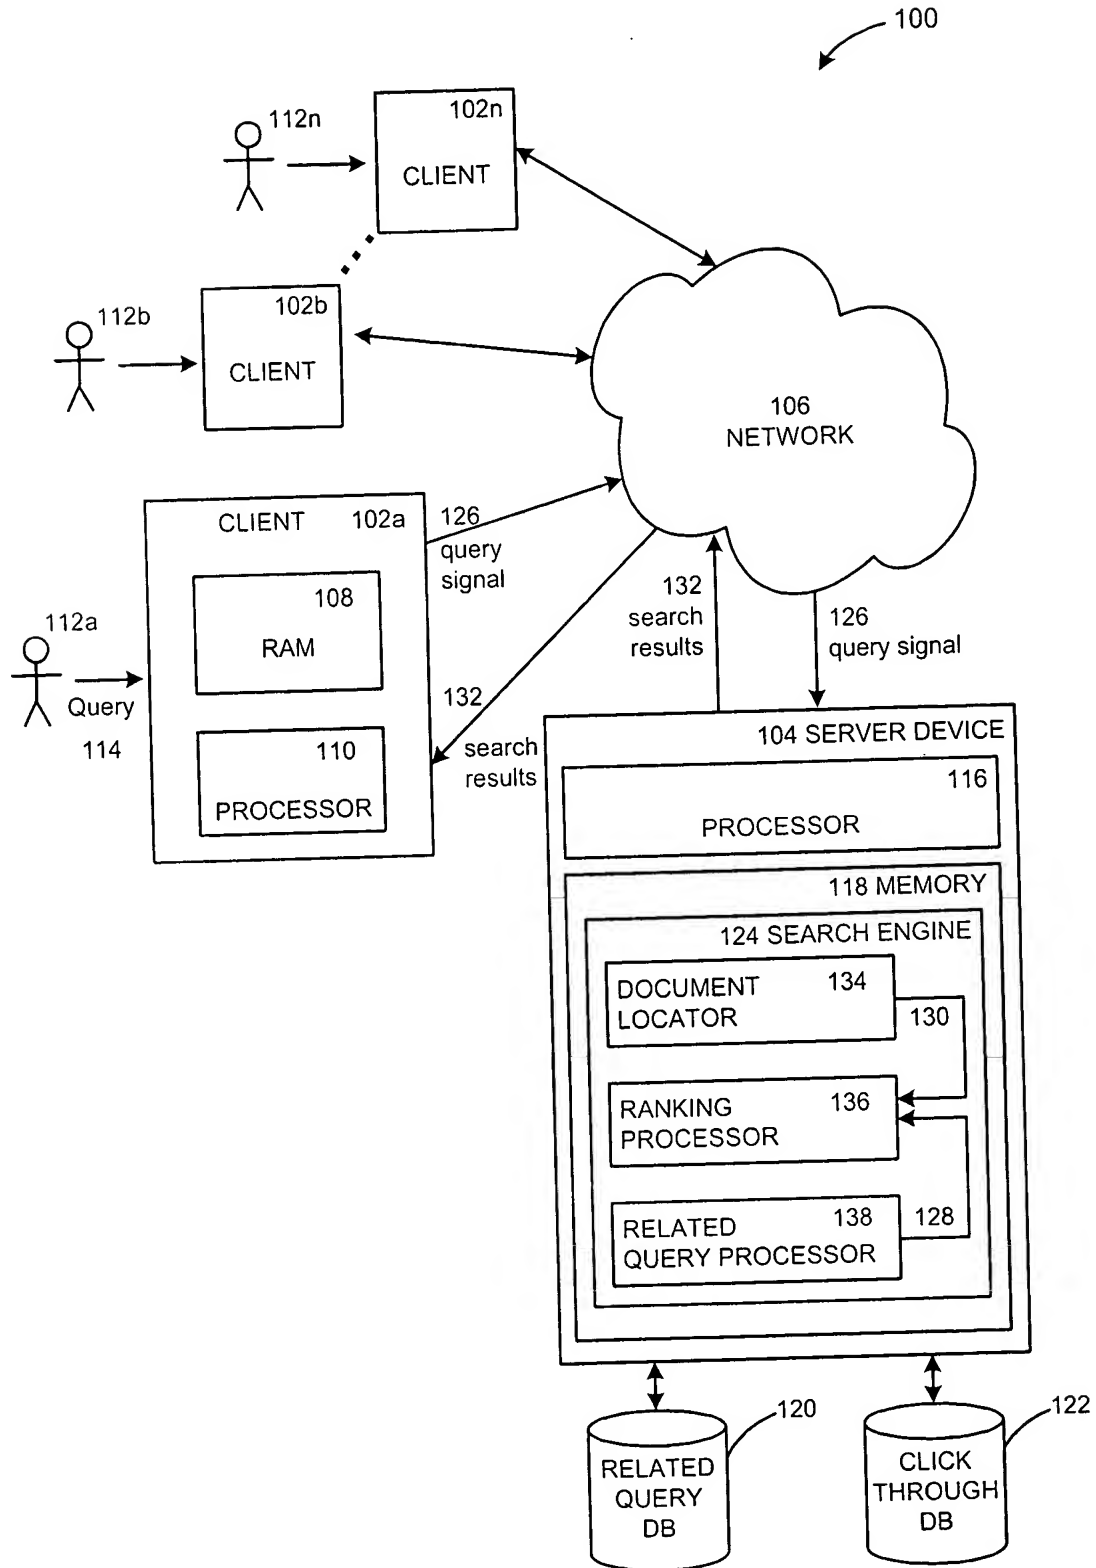 100
112n
102n
CLIENT
112b
102b
CLIENT
106
NETWORK
CLIENT 102a
126
query
signal
108
RAM
112a
Query
114
110
PROCESSOR
132
search
results
132
search
results
126
query signal
104 SERVER DEVICE
116
PROCESSOR
118 MEMORY
124 SEARCH ENGINE
DOCUMENT 134
LOCATOR
130
RANKING 136
PROCESSOR
RELATED 138
QUERY PROCESSOR
128
120
RELATED
QUERY
DB
122
CLICK
THROUGH
DB